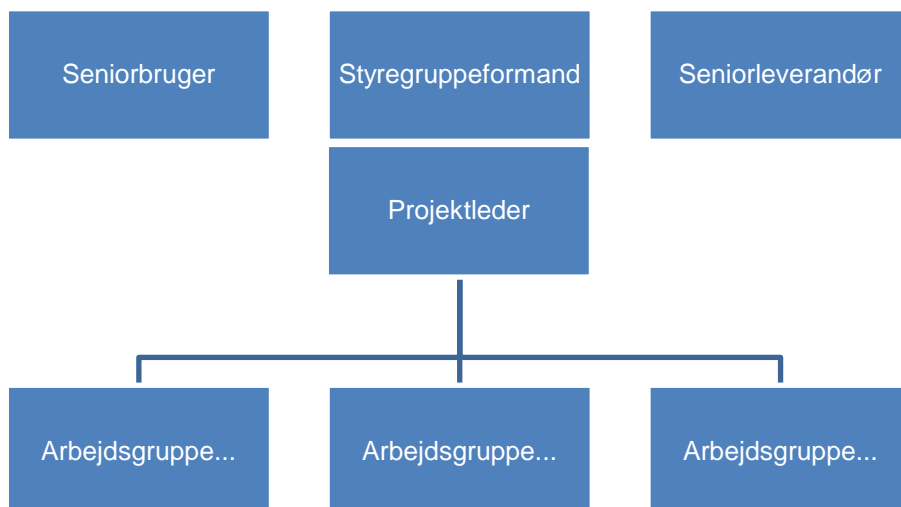 Seniorbruger
Styregruppeformand
Seniorleverandør
Projektleder
Arbejdsgruppe...
Arbejdsgruppe...
Arbejdsgruppe...